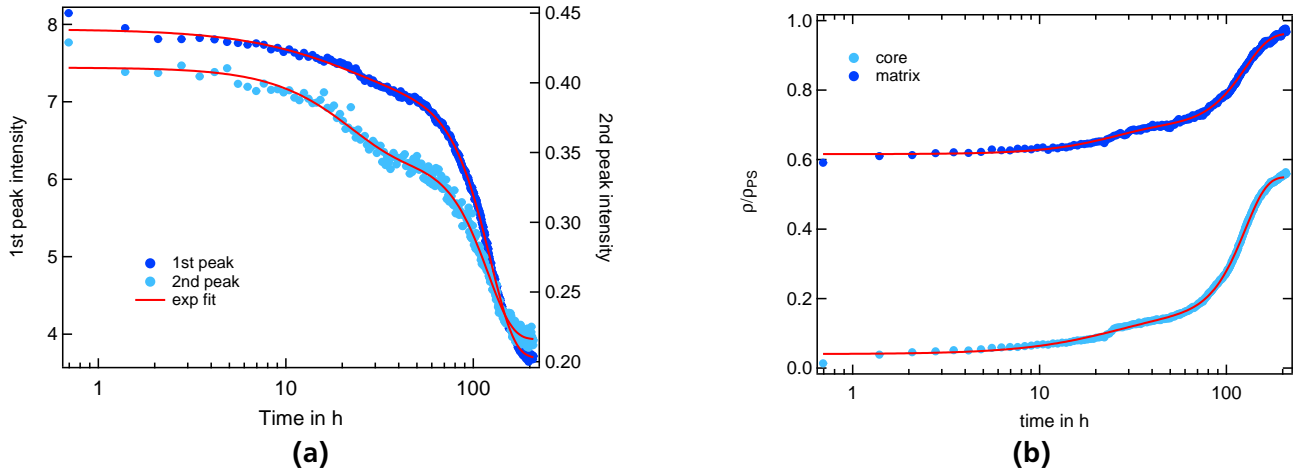 8
7
6
5
4
1st peak intensity
0.45
0.40
0.35
0.30
0.25
0.20
2nd peak intensity
1st peak
2nd peak
exp fit
1 10 100
Time in h
(a)
1.0
0.8
0.6
0.4
0.2
0.0
ρ/ρPS
core
matrix
1 10 100
time in h
(b)